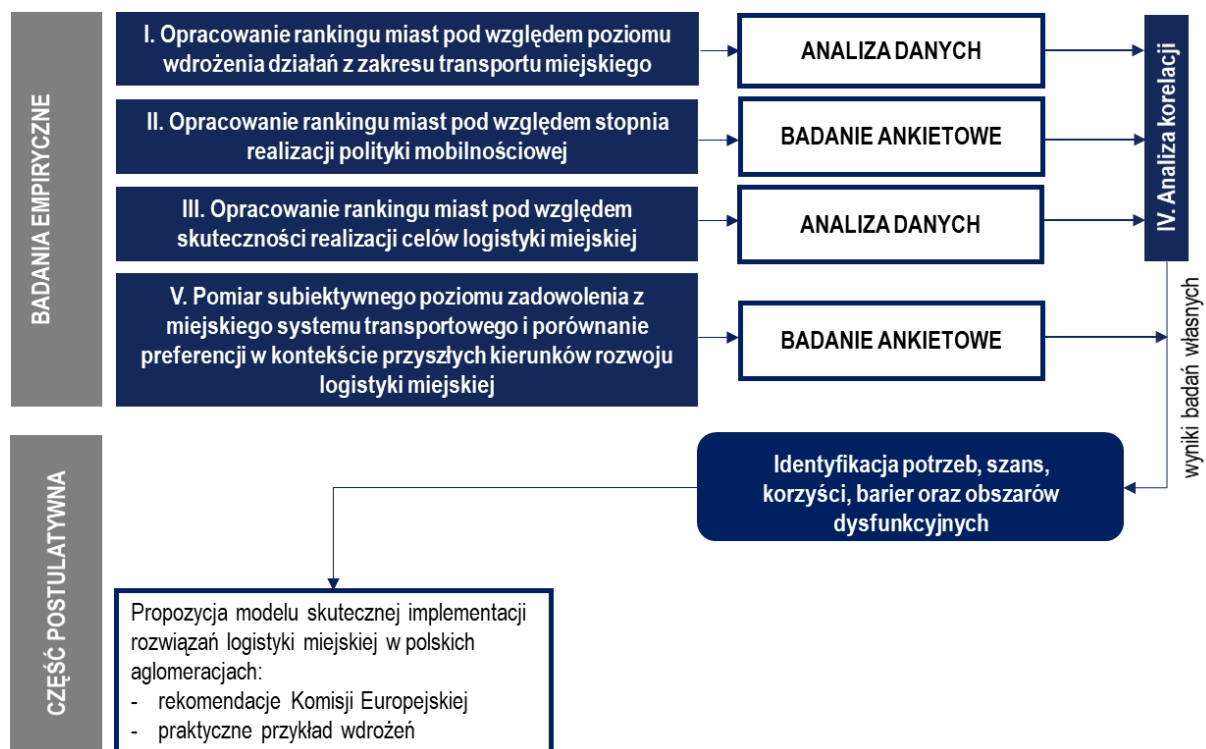 BADANIA EMPIRYCZNE
I. Opracowanie rankingu miast pod względem poziomu
wdrożenia działań z zakresu transportu miejskiego
ANALIZA DANYCH
II. Opracowanie rankingu miast pod względem stopnia
realizacji polityki mobilnościowej
BADANIE ANKIETOWE
III. Opracowanie rankingu miast pod względem
skuteczności realizacji celów logistyki miejskiej
ANALIZA DANYCH
IV. Analiza korelacji
V. Pomiar subiektywnego poziomu zadowolenia z
miejskiego systemu transportowego i porównanie
preferencji w kontekście przyszłych kierunków rozwoju
logistyki miejskiej
BADANIE ANKIETOWE
wyniki badań własnych
CZĘŚĆ POSTULATYWNA
Identyfikacja potrzeb, szans,
korzyści, barier oraz obszarów
dysfunkcyjnych
Propozycja modelu skutecznej implementacji
rozwiązań logistyki miejskiej w polskich
aglomeracjach:
- rekomendacje Komisji Europejskiej
- praktyczne przykład wdrożeń